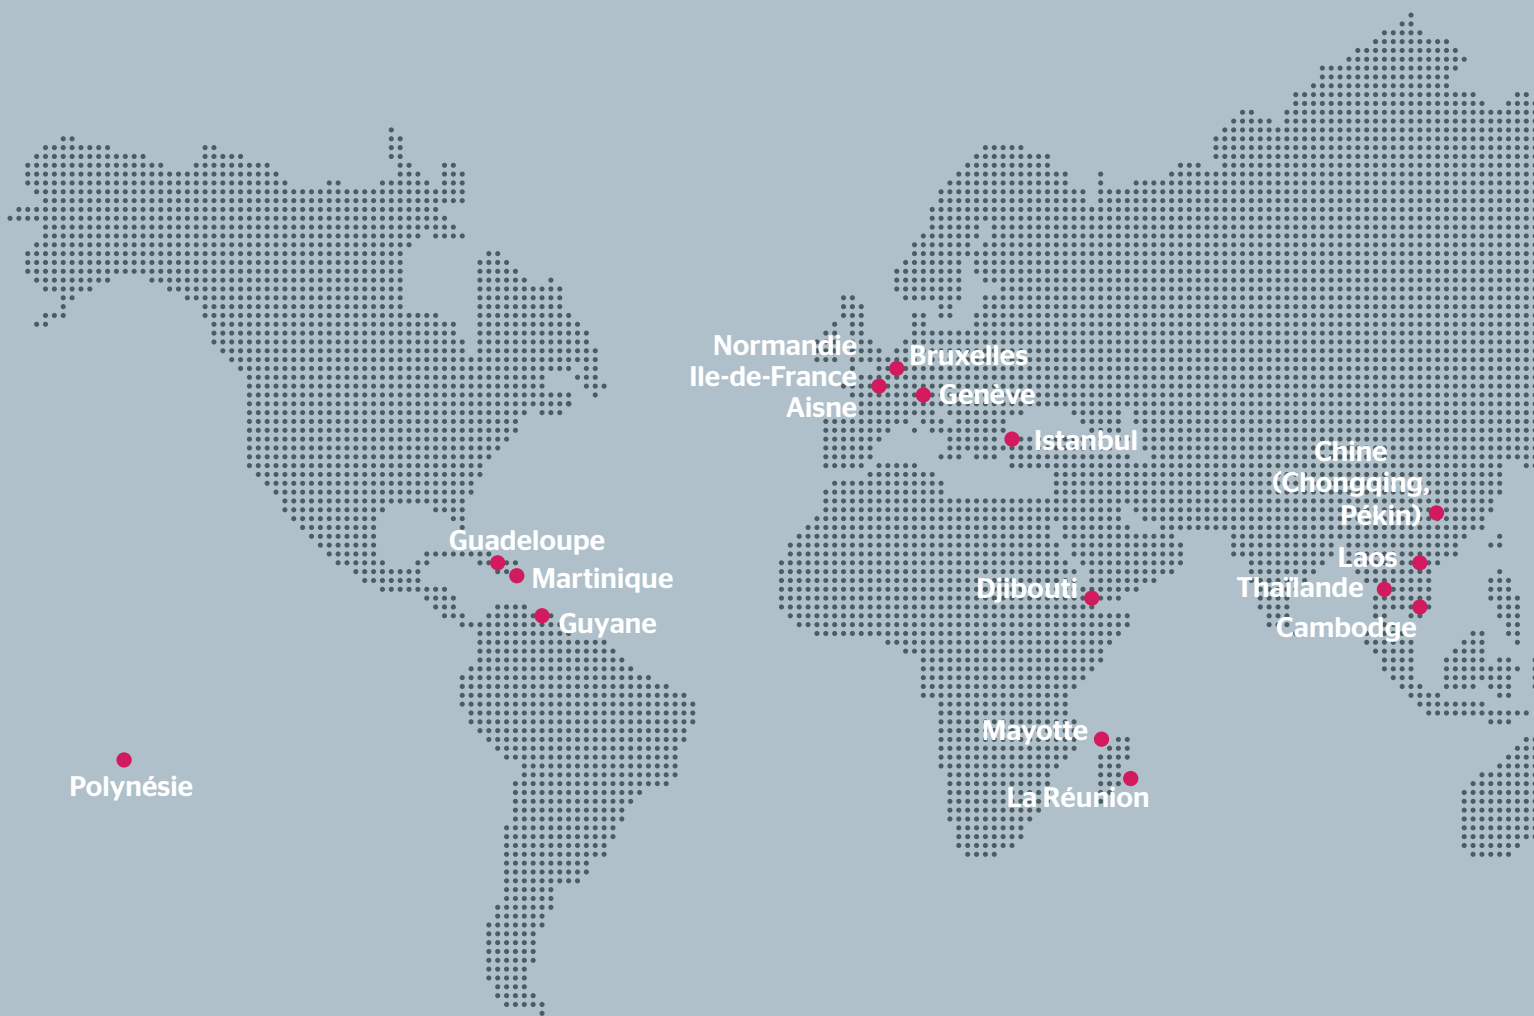 Normandie
Ile-de-France
Aisne
Bruxelles
Genève
Istanbul
Chine
(Chongqing,
Pékin)
Guadeloupe
Martinique
Guyane
Djibouti
Laos
Thaïlande
Cambodge
Mayotte
La Réunion
Polynésie